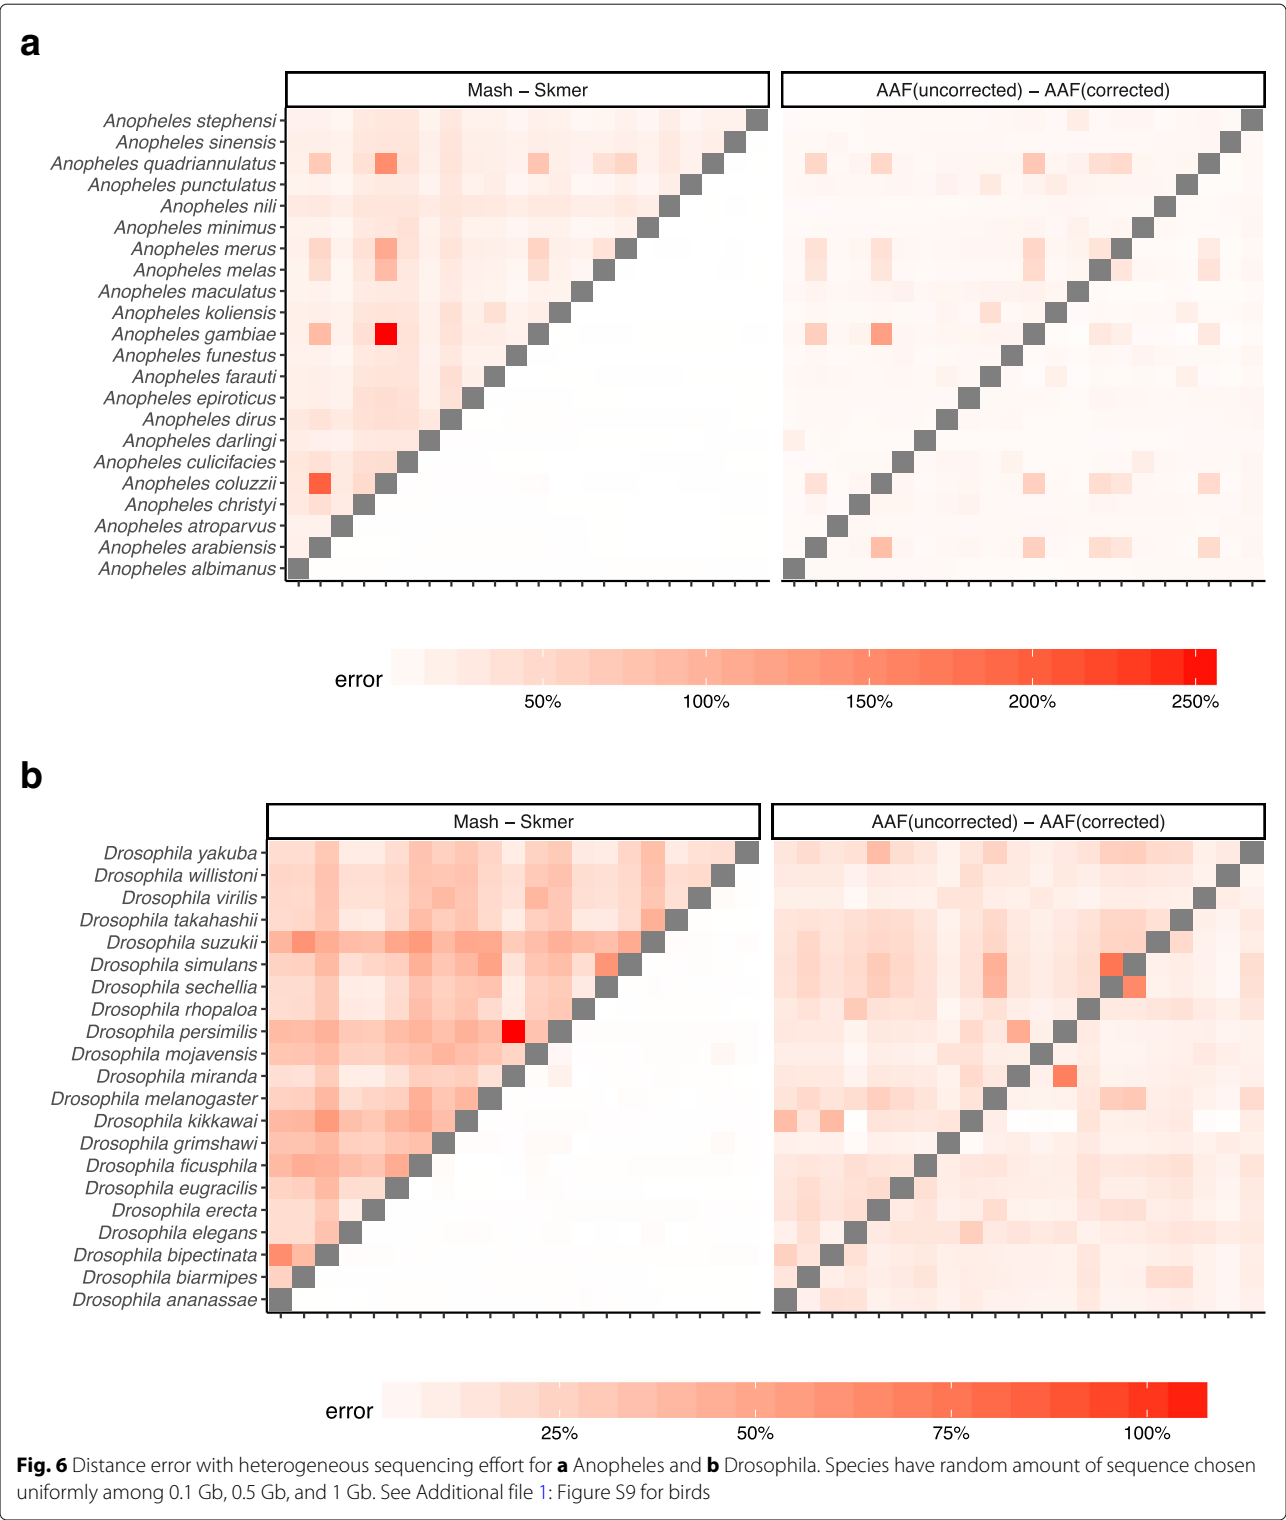 a
Mash – Skmer
AAF(uncorrected) – AAF(corrected)
Anopheles stephensi
Anopheles sinensis
Anopheles quadriannulatus
Anopheles punctulatus
Anopheles nili
Anopheles minimus
Anopheles merus
Anopheles melas
Anopheles maculatus
Anopheles koliensis
Anopheles gambiae
Anopheles funestus
Anopheles farauti
Anopheles epiroticus
Anopheles dirus
Anopheles darlingi
Anopheles culicifacies
Anopheles coluzzii
Anopheles christyi
Anopheles atroparvus
Anopheles arabiensis
Anopheles albimanus
error
50% 100% 150% 200% 250%
b
Mash – Skmer
AAF(uncorrected) – AAF(corrected)
Drosophila yakuba
Drosophila willistoni
Drosophila virilis
Drosophila takahashii
Drosophila suzukii
Drosophila simulans
Drosophila sechellia
Drosophila rhopaloa
Drosophila persimilis
Drosophila mojavensis
Drosophila miranda
Drosophila melanogaster
Drosophila kikkawai
Drosophila grimshawi
Drosophila ficusphila
Drosophila eugracilis
Drosophila erecta
Drosophila elegans
Drosophila bipectinata
Drosophila biarmipes
Drosophila ananassae
error
25% 50% 75% 100%
Fig. 6 Distance error with heterogeneous sequencing effort for a Anopheles and b Drosophila. Species have random amount of sequence chosen
uniformly among 0.1 Gb, 0.5 Gb, and 1 Gb. See Additional file 1: Figure S9 for birds